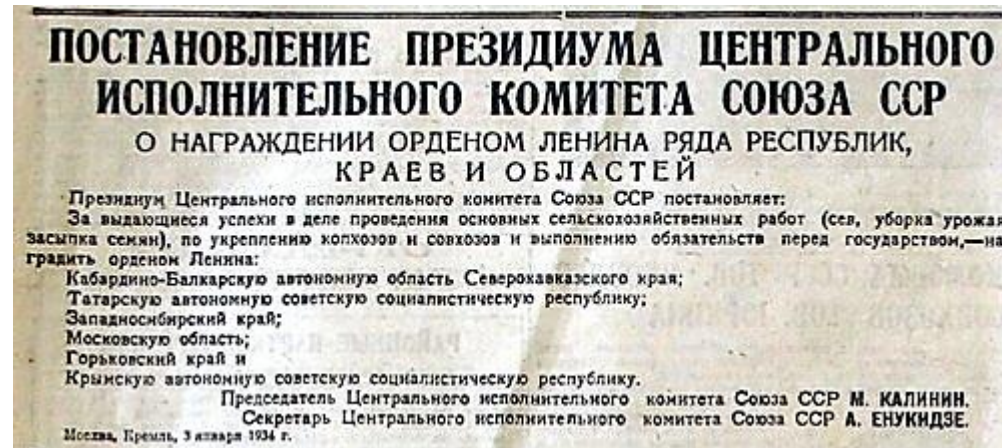 ПОСТАНОВЛЕНИЕ ПРЕЗИДИУМА ЦЕНТРАЛЬНОГО
ИСПОЛНИТЕЛЬНОГО КОМИТЕТА СОЮЗА ССР
О НАГРАЖДЕНИИ ОРДЕНОМ ЛЕНИНА РЯДА РЕСПУБЛИК,
КРАЕВ И ОБЛАСТЕЙ
Президиум Центрального исполнительного комитета Союза ССР постановляет:
За выдающиеся успехи в деле проведения основных сельскохозяйственных работ (сев, уборка урожая
засыпка семян), по укреплению колхозов и совхозов и выполнению обязательств перед государством,—на
градить орденом Ленина:
Кабардино-Балкарскую автономную область Северокавказского края;
Татарскую автономную советскую социалистическую республику;
Западносибирский край;
Московскую область;
Горьковский край и
Крымскую автономную советскую социалистическую республику.
Председатель Центрального исполнительного комитета Союза ССР М. КАЛИНИН.
Секретарь Центрального исполнительного комитета Союза ССР А. ЕНУКИДЗЕ.
Москва, Кремль, 3 января 1934 г.